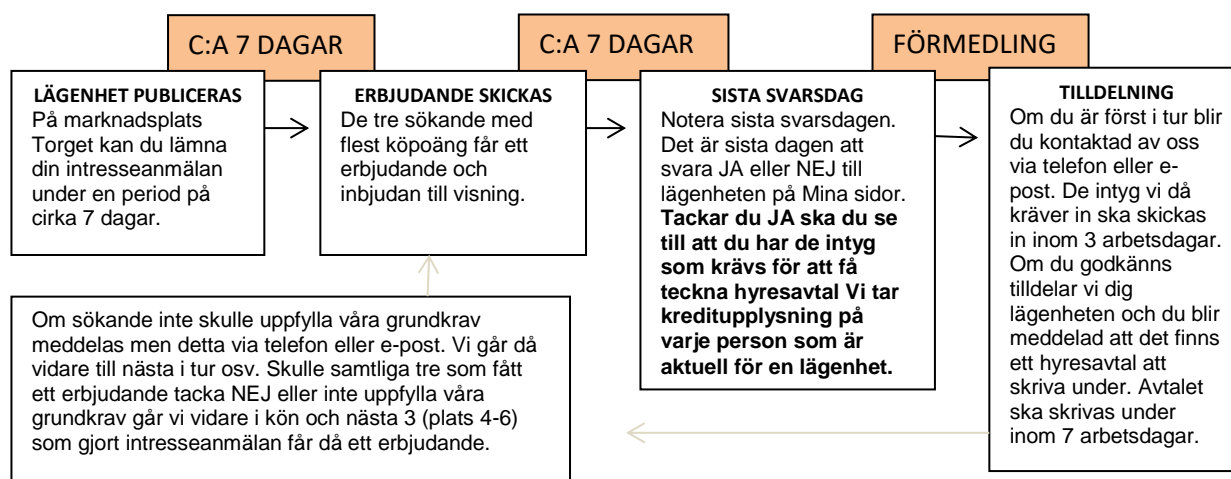 C:A 7 DAGAR
C:A 7 DAGAR
FÖRMEDLING
LÄGENHET PUBLICERAS
På marknadsplats
Torget kan du lämna
din intresseanmälan
under en period på
cirka 7 dagar.
ERBJUDANDE SKICKAS
De tre sökande med
flest köpoäng får ett
erbjudande och
inbjudan till visning.
SISTA SVARSDAG
Notera sista svarsdagen.
Det är sista dagen att
svara JA eller NEJ till
lägenheten på Mina sidor.
Tackar du JA ska du se
till att du har de intyg
som krävs för att få
teckna hyresavtal Vi tar
kreditupplysning på
varje person som är
aktuell för en lägenhet.
TILLDELNING
Om du är först i tur blir
du kontaktad av oss
via telefon eller e-
post. De intyg vi då
kräver in ska skickas
in inom 3 arbetsdagar.
Om du godkänns
tilldelar vi dig
lägenheten och du blir
meddelad att det finns
ett hyresavtal att
skriva under. Avtalet
ska skrivas under
inom 7 arbetsdagar.
Om sökande inte skulle uppfylla våra grundkrav
meddelas men detta via telefon eller e-post. Vi går då
vidare till nästa i tur osv. Skulle samtliga tre som fått
ett erbjudande tacka NEJ eller inte uppfylla våra
grundkrav går vi vidare i kön och nästa 3 (plats 4-6)
som gjort intresseanmälan får då ett erbjudande.